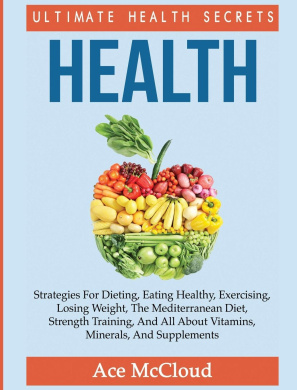 ULTIMATE HEALTH SECRETS
HEALTH
Strategies For Dieting, Eating Healthy, Exercising,
Losing Weight, The Mediterranean Diet,
Strength Training, And All About Vitamins,
Minerals, And Supplements
Ace McCloud